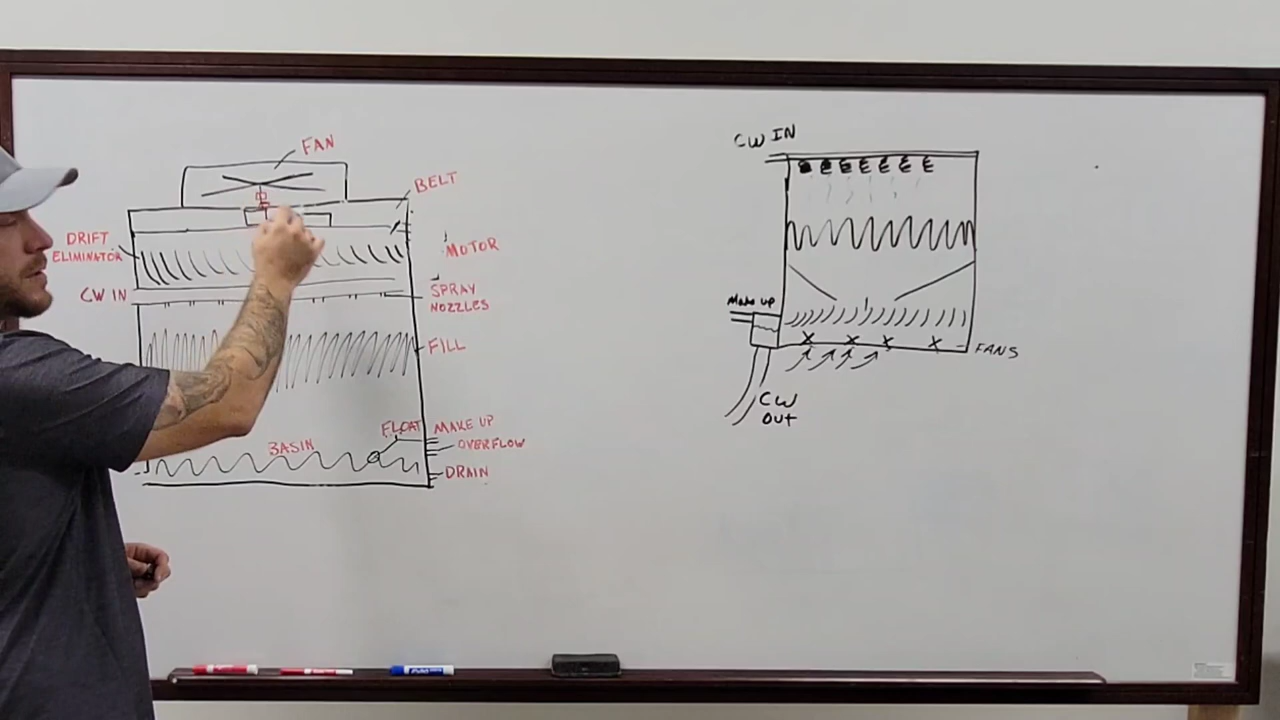 FAN
BELT
DRIFT
ELIMINATOR
MOTOR
CW IN
SPRAY
NOZZLES
FILL
FLOAT
MAKE UP
BASIN
OVERFLOW
DRAIN
CW IN
Make up
FANS
CW
OUT